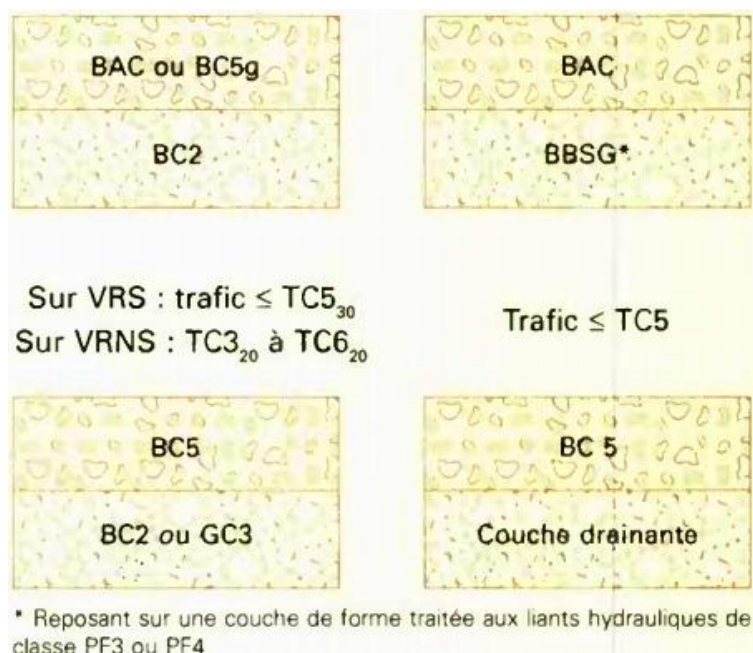 BAC ou BC5g
BAC
BC2
BBSG*
Sur VRS : trafic ≤ TC5₃₀
Sur VRNS : TC3₂₀ à TC6₂₀
Trafic ≤ TC5
BC5
BC 5
BC2 ou GC3
Couche drainante
* Reposant sur une couche de forme traitée aux liants hydrauliques de
classe PF3 ou PF4